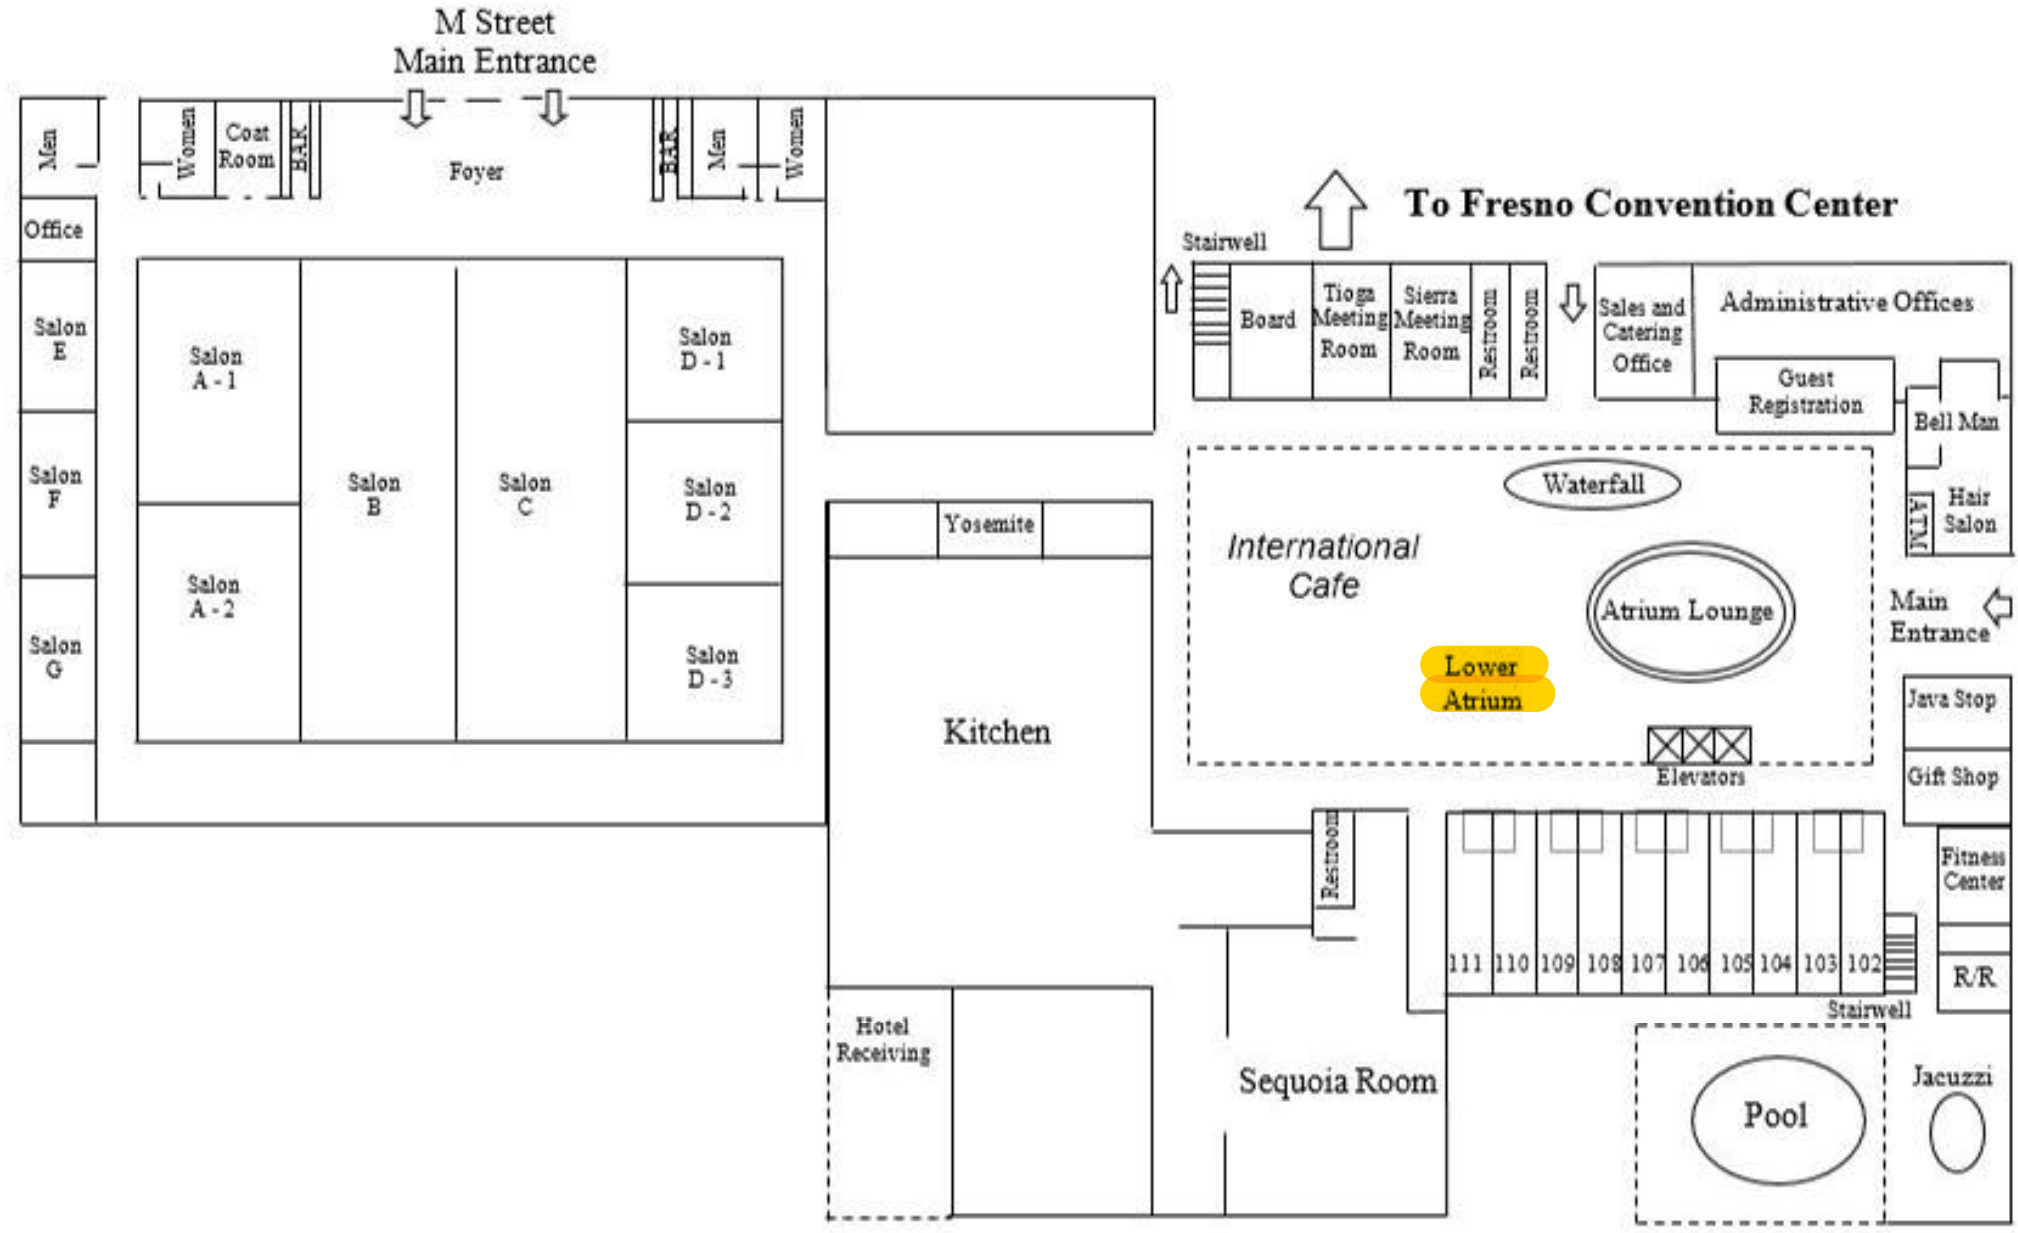 M Street
Main Entrance
Men
Women
Coat
Room
BAR
Foyer
BAR
Men
Women
To Fresno Convention Center
Office
Stairwell
Salon
E
Salon
A - 1
Salon
B
Salon
C
Salon
D - 1
Board
Tioga
Meeting
Room
Sierra
Meeting
Room
Restroom
Restroom
Sales and
Catering
Office
Administrative Offices
Guest
Registration
Bell Man
Salon
F
Salon
D - 2
Waterfall
ATM
Hair
Salon
Yosemite
International
Cafe
Salon
A - 2
Atrium Lounge
Main
Entrance
Salon
G
Salon
D - 3
Lower
Atrium
Java Stop
Kitchen
Elevators
Gift Shop
Restroom
Fitness
Center
111 110 109 108 107 106 105 104 103 102
R/R
Stairwell
Hotel
Receiving
Sequoia Room
Pool
Jacuzzi